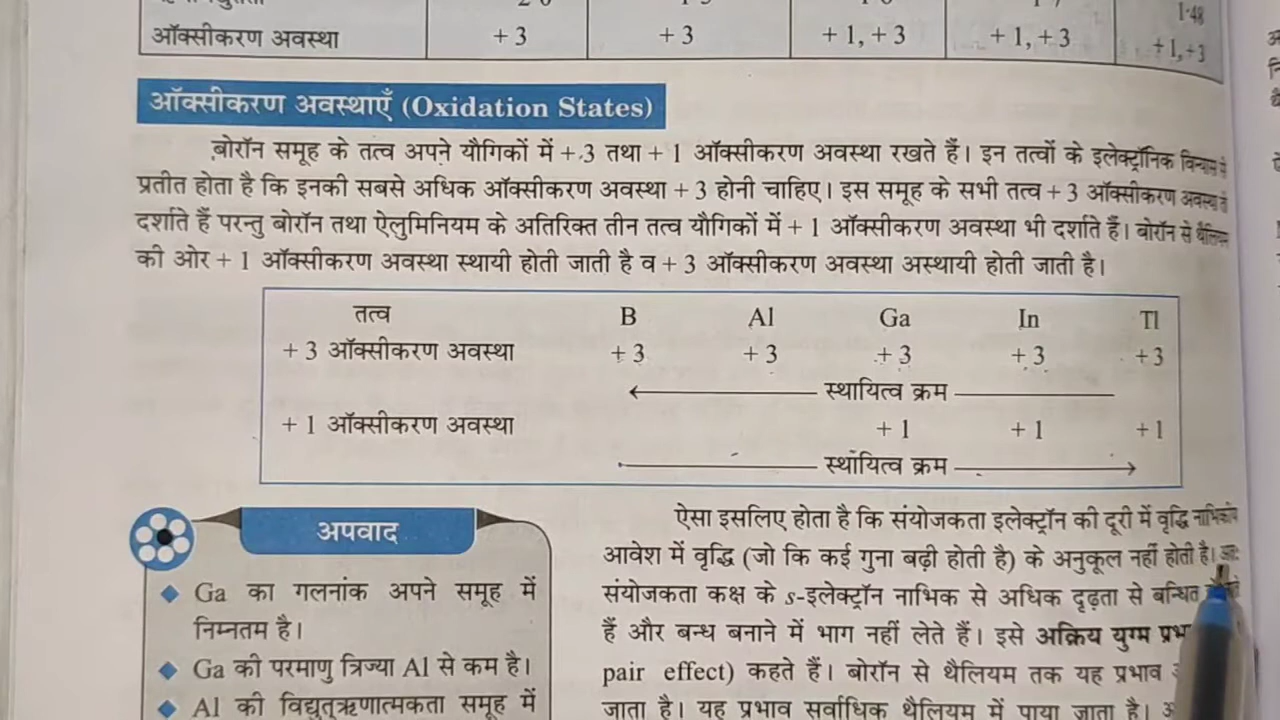 1·48
ऑक्सीकरण अवस्था + 3 + 3 + 1, + 3 + 1, + 3 + 1, + 3
ऑक्सीकरण अवस्थाएँ (Oxidation States)
बोरॉन समूह के तत्व अपने यौगिकों में + 3 तथा + 1 ऑक्सीकरण अवस्था रखते हैं। इन तत्वों के इलेक्ट्रॉनिक विन्यास से
प्रतीत होता है कि इनकी सबसे अधिक ऑक्सीकरण अवस्था + 3 होनी चाहिए। इस समूह के सभी तत्व + 3 ऑक्सीकरण अवस्था तो
दर्शाते हैं परन्तु बोरॉन तथा ऐलुमिनियम के अतिरिक्त तीन तत्व यौगिकों में + 1 ऑक्सीकरण अवस्था भी दर्शाते हैं। बोरॉन से थैलियम
की ओर + 1 ऑक्सीकरण अवस्था स्थायी होती जाती है व + 3 ऑक्सीकरण अवस्था अस्थायी होती जाती है।
तत्व B Al Ga In Tl
+ 3 ऑक्सीकरण अवस्था + 3 + 3 + 3 + 3 + 3
स्थायित्व क्रम
+ 1 ऑक्सीकरण अवस्था + 1 + 1 + 1
स्थायित्व क्रम
अपवाद
Ga का गलनांक अपने समूह में
निम्नतम है।
Ga की परमाणु त्रिज्या Al से कम है।
Al की विद्युतऋणात्मकता समूह में
ऐसा इसलिए होता है कि संयोजकता इलेक्ट्रॉन की दूरी में वृद्धि नाभिकीय
आवेश में वृद्धि (जो कि कई गुना बढ़ी होती है) के अनुकूल नहीं होती है। अतः
संयोजकता कक्ष के s-इलेक्ट्रॉन नाभिक से अधिक दृढ़ता से बन्धित
हैं और बन्ध बनाने में भाग नहीं लेते हैं। इसे अक्रिय युग्म
pair effect) कहते हैं। बोरॉन से थैलियम तक यह प्रभाव
जाता है। यह प्रभाव सर्वाधिक थैलियम में पाया जाता है।